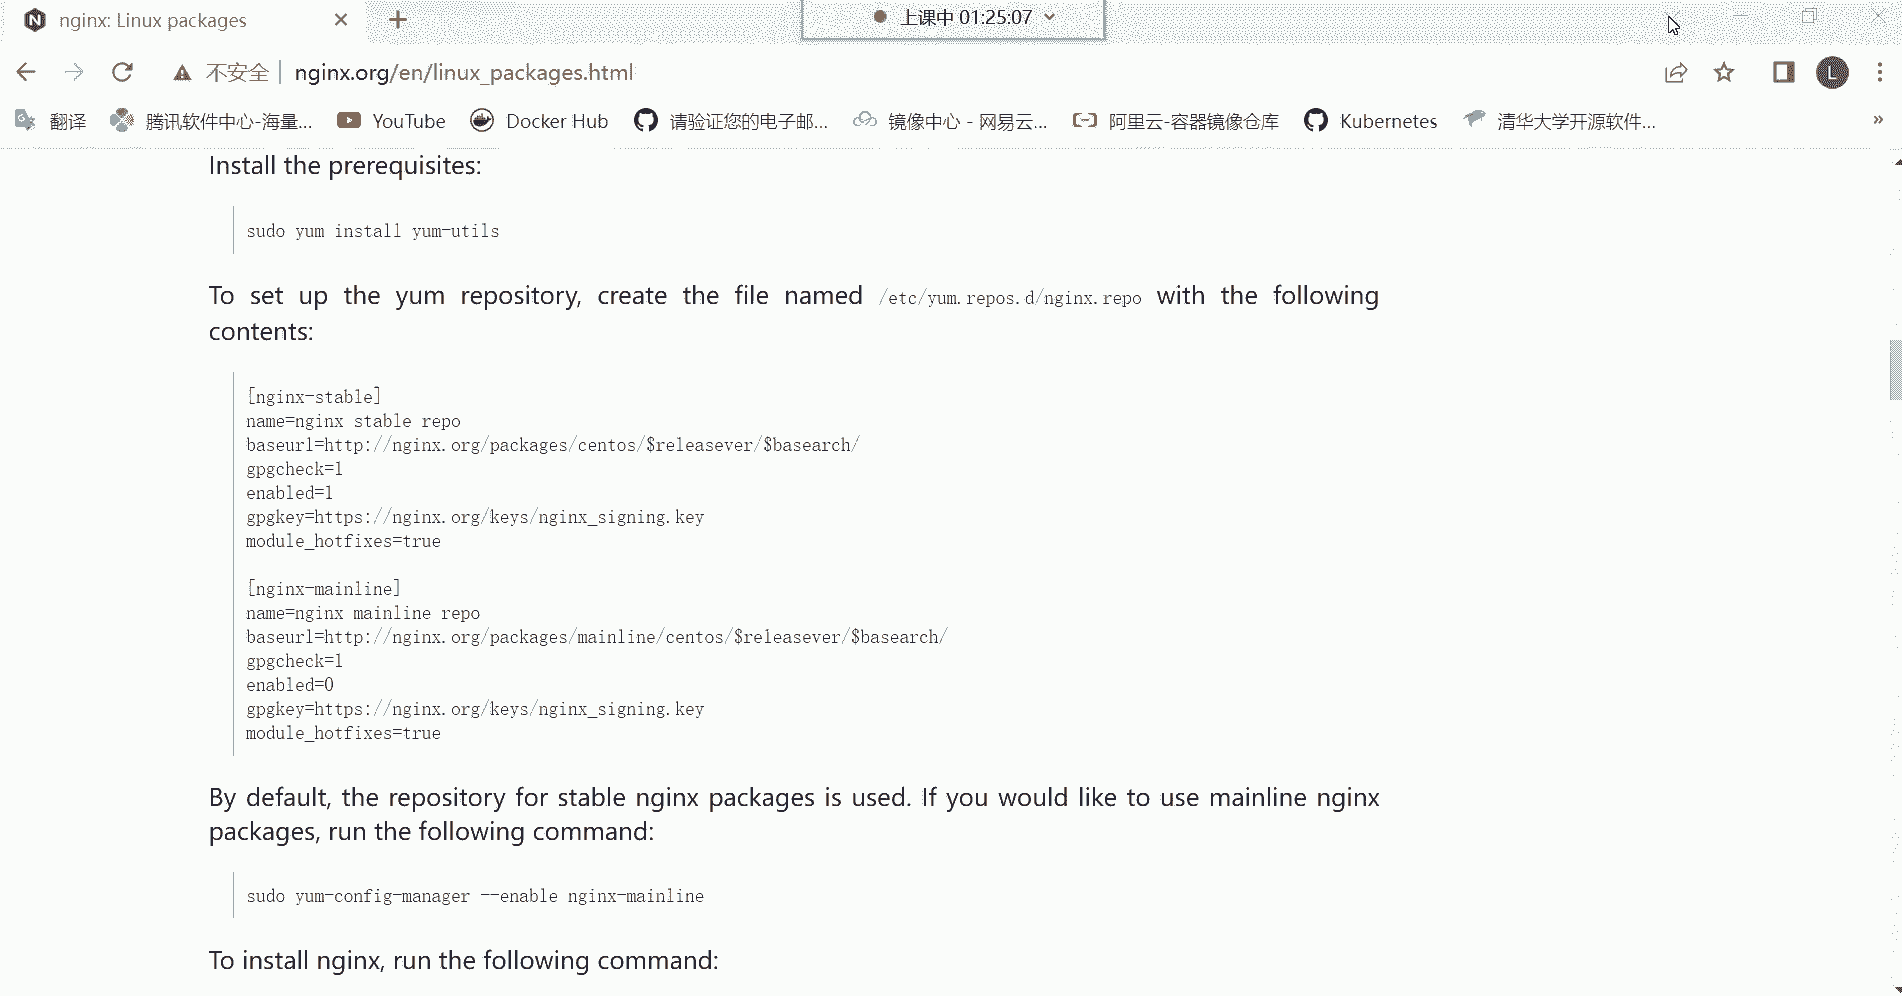 nginx: Linux packages
上课中 01:25:07
不安全 nginx.org/en/linux_packages.html
L
翻译 腾讯软件中心-海量... YouTube Docker Hub 请验证您的电子邮... 镜像中心 - 网易云... 阿里云-容器镜像仓库 Kubernetes 清华大学开源软件... »
Install the prerequisites:
sudo yum install yum-utils
To set up the yum repository, create the file named /etc/yum.repos.d/nginx.repo with the following
contents:
[nginx-stable]
name=nginx stable repo
baseurl=http://nginx.org/packages/centos/$releasever/$basearch/
gpgcheck=1
enabled=1
gpgkey=https://nginx.org/keys/nginx_signing.key
module_hotfixes=true
[nginx-mainline]
name=nginx mainline repo
baseurl=http://nginx.org/packages/mainline/centos/$releasever/$basearch/
gpgcheck=1
enabled=0
gpgkey=https://nginx.org/keys/nginx_signing.key
module_hotfixes=true
By default, the repository for stable nginx packages is used. If you would like to use mainline nginx
packages, run the following command:
sudo yum-config-manager --enable nginx-mainline
To install nginx, run the following command: